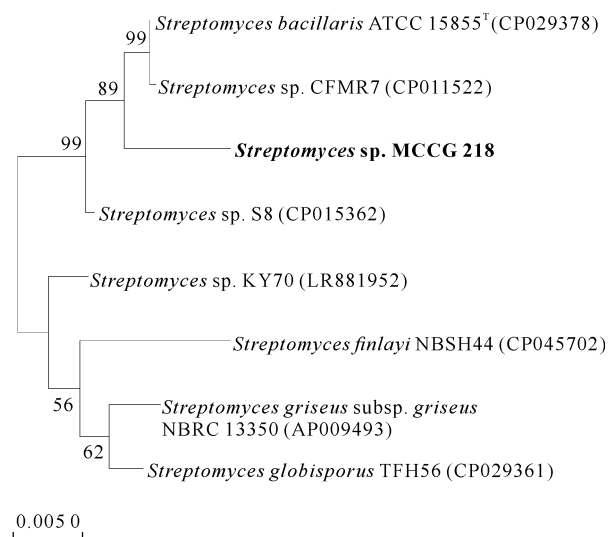 Streptomyces bacillaris ATCC 15855ᵀ(CP029378)
99
Streptomyces sp. CFMR7 (CP011522)
89
Streptomyces sp. MCCG 218
99
Streptomyces sp. S8 (CP015362)
Streptomyces sp. KY70 (LR881952)
Streptomyces finlayi NBSH44 (CP045702)
56
Streptomyces griseus subsp. griseus
NBRC 13350 (AP009493)
62
Streptomyces globisporus TFH56 (CP029361)
0.005 0